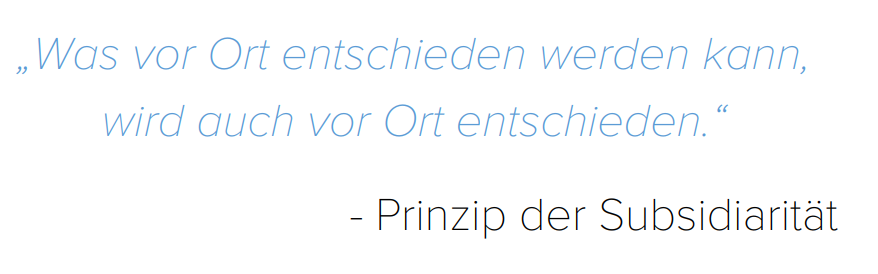 „Was vor Ort entschieden werden kann,
wird auch vor Ort entschieden.“
- Prinzip der Subsidiarität